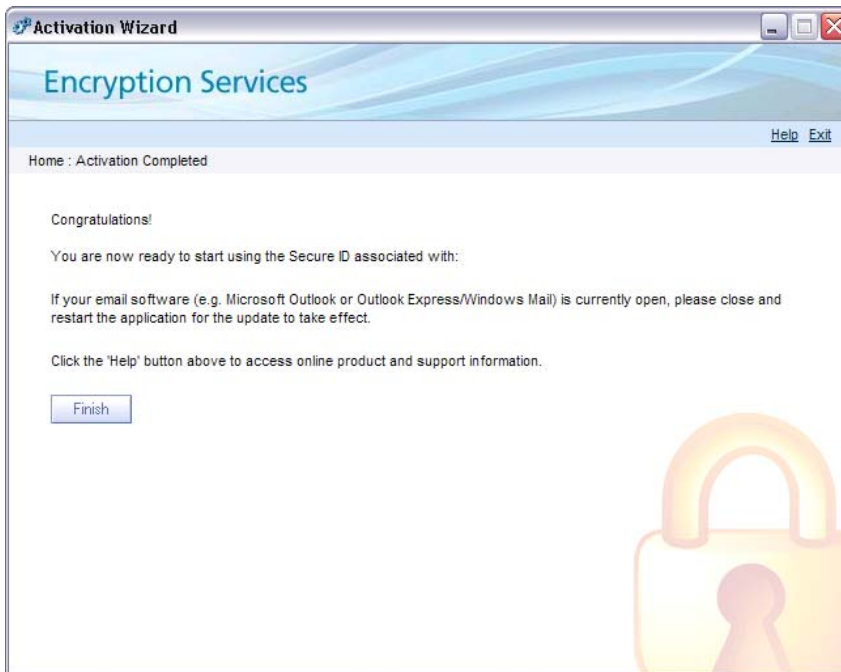 Activation Wizard
Encryption Services
Help Exit
Home : Activation Completed
Congratulations!
You are now ready to start using the Secure ID associated with:
If your email software (e.g. Microsoft Outlook or Outlook Express/Windows Mail) is currently open, please close and
restart the application for the update to take effect.
Click the 'Help' button above to access online product and support information.
Finish